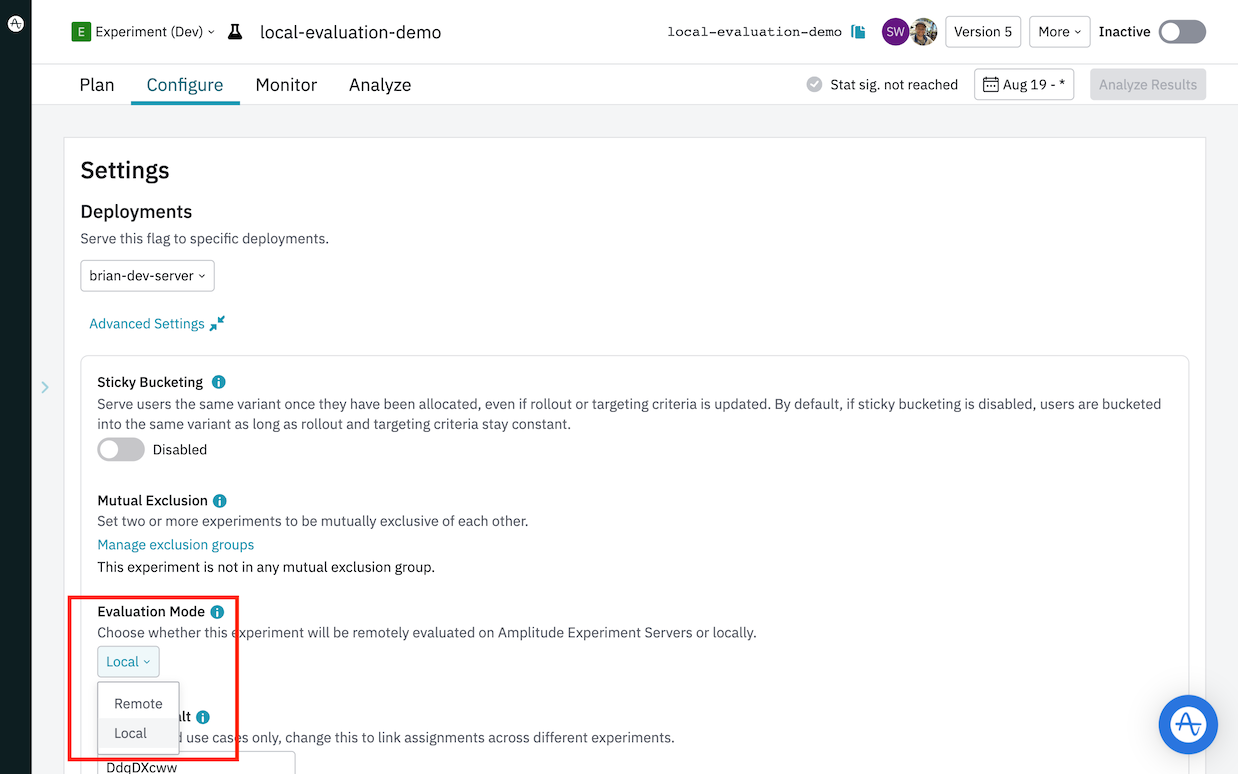 E Experiment (Dev) local-evaluation-demo local-evaluation-demo SW Version 5 More Inactive
Plan Configure Monitor Analyze Stat sig. not reached Aug 19 - * Analyze Results
Settings
Deployments
Serve this flag to specific deployments.
brian-dev-server
Advanced Settings
Sticky Bucketing
Serve users the same variant once they have been allocated, even if rollout or targeting criteria is updated. By default, if sticky bucketing is disabled, users are bucketed
into the same variant as long as rollout and targeting criteria stay constant.
Disabled
Mutual Exclusion
Set two or more experiments to be mutually exclusive of each other.
Manage exclusion groups
This experiment is not in any mutual exclusion group.
Evaluation Mode
Choose whether this experiment will be remotely evaluated on Amplitude Experiment Servers or locally.
Local
Remote
Local
use cases only, change this to link assignments across different experiments.
DdqDXcww